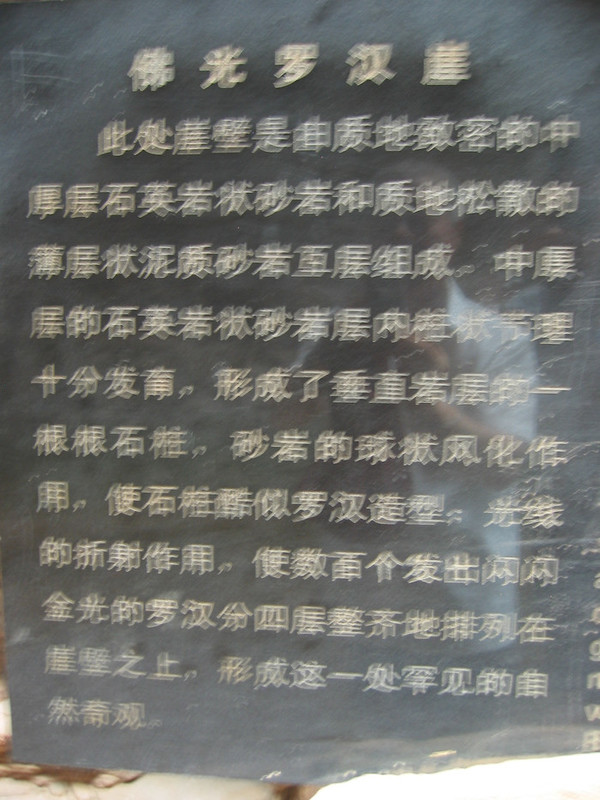 佛光罗汉崖
此处崖壁是由质地致密的中
厚层石英岩状砂岩和质地松散的
薄层状泥质砂岩互层组成。中厚
层的石英岩状砂岩层内柱状节理
十分发育，形成了垂直岩层的一
根根石桩，砂岩的球状风化作
用，使石桩酷似罗汉造型；光线
的折射作用，使数百个发出闪闪
金光的罗汉分四层整齐地排列在
崖壁之上，形成这一处罕见的自
然奇观。